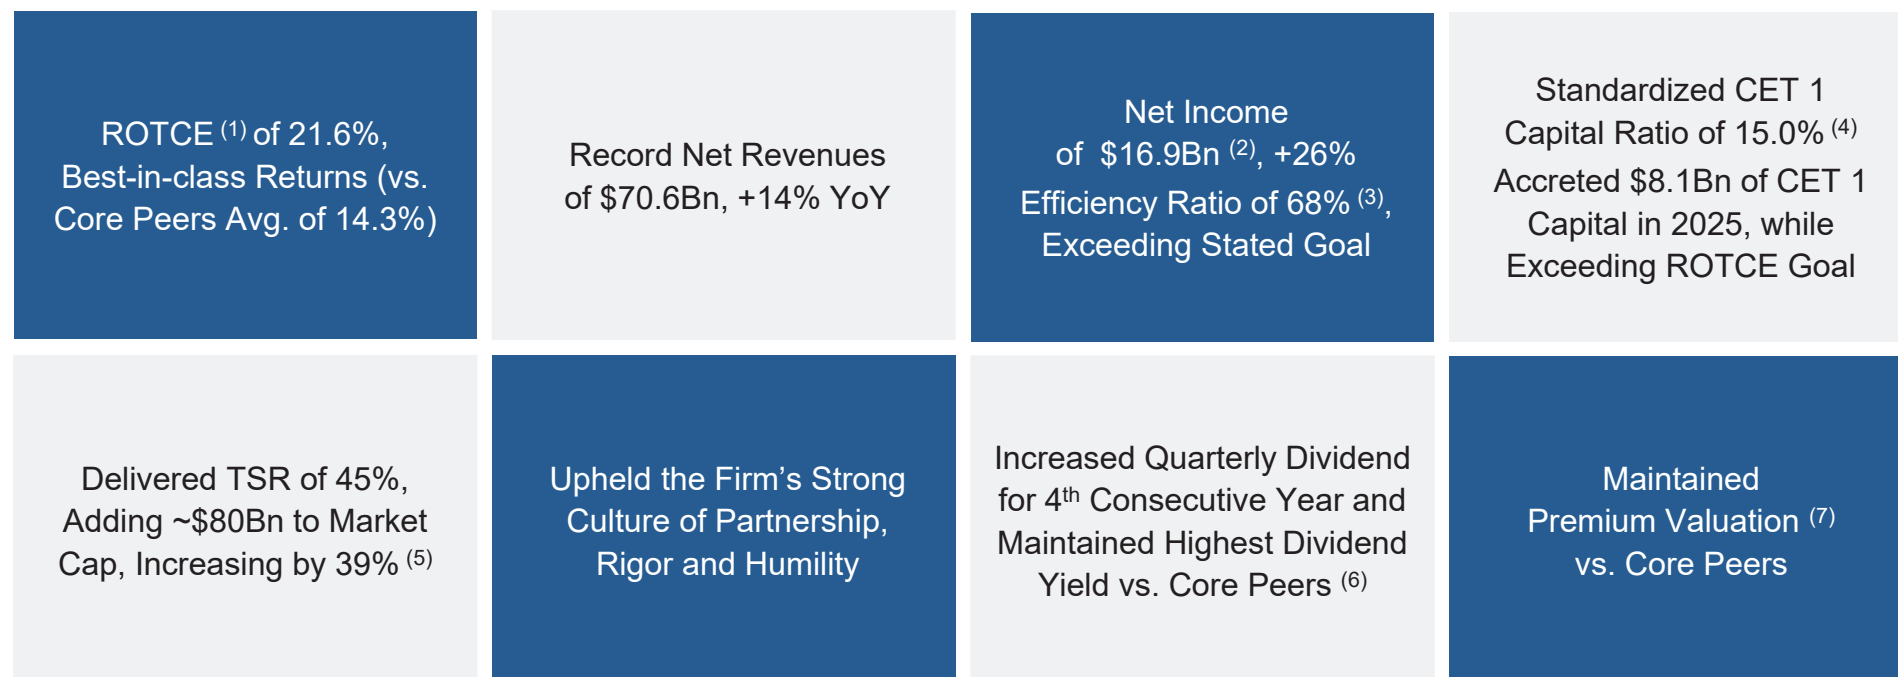 ROTCE (1) of 21.6%,
Best-in-class Returns (vs.
Core Peers Avg. of 14.3%)
Record Net Revenues
of $70.6Bn, +14% YoY
Net Income
of $16.9Bn (2), +26%
Efficiency Ratio of 68% (3),
Exceeding Stated Goal
Standardized CET 1
Capital Ratio of 15.0% (4)
Accreted $8.1Bn of CET 1
Capital in 2025, while
Exceeding ROTCE Goal
Delivered TSR of 45%,
Adding ~$80Bn to Market
Cap, Increasing by 39% (5)
Upheld the Firm’s Strong
Culture of Partnership,
Rigor and Humility
Increased Quarterly Dividend
for 4th Consecutive Year and
Maintained Highest Dividend
Yield vs. Core Peers (6)
Maintained
Premium Valuation (7)
vs. Core Peers